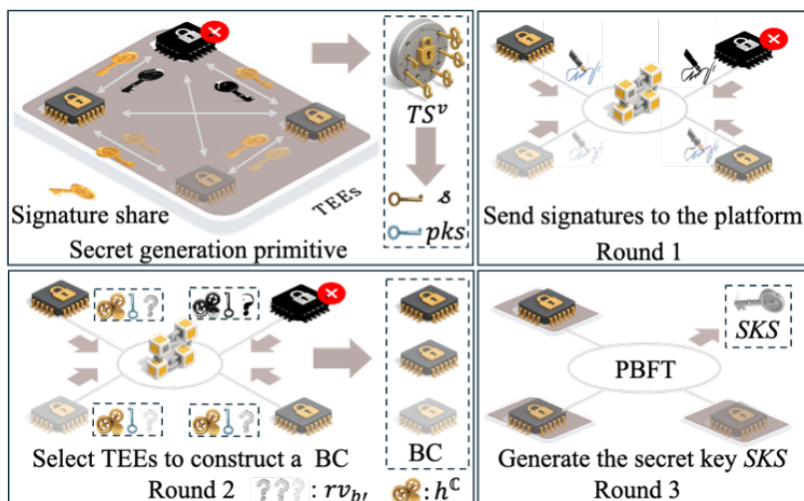 TSᵛ
𝓈
pks
TEEs
Signature share
Secret generation primitive
Send signatures to the platform
Round 1
BC
Select TEEs to construct a BC
Round 2 ???: rv_b′ : h^ℂ
SKS
PBFT
Generate the secret key SKS
Round 3